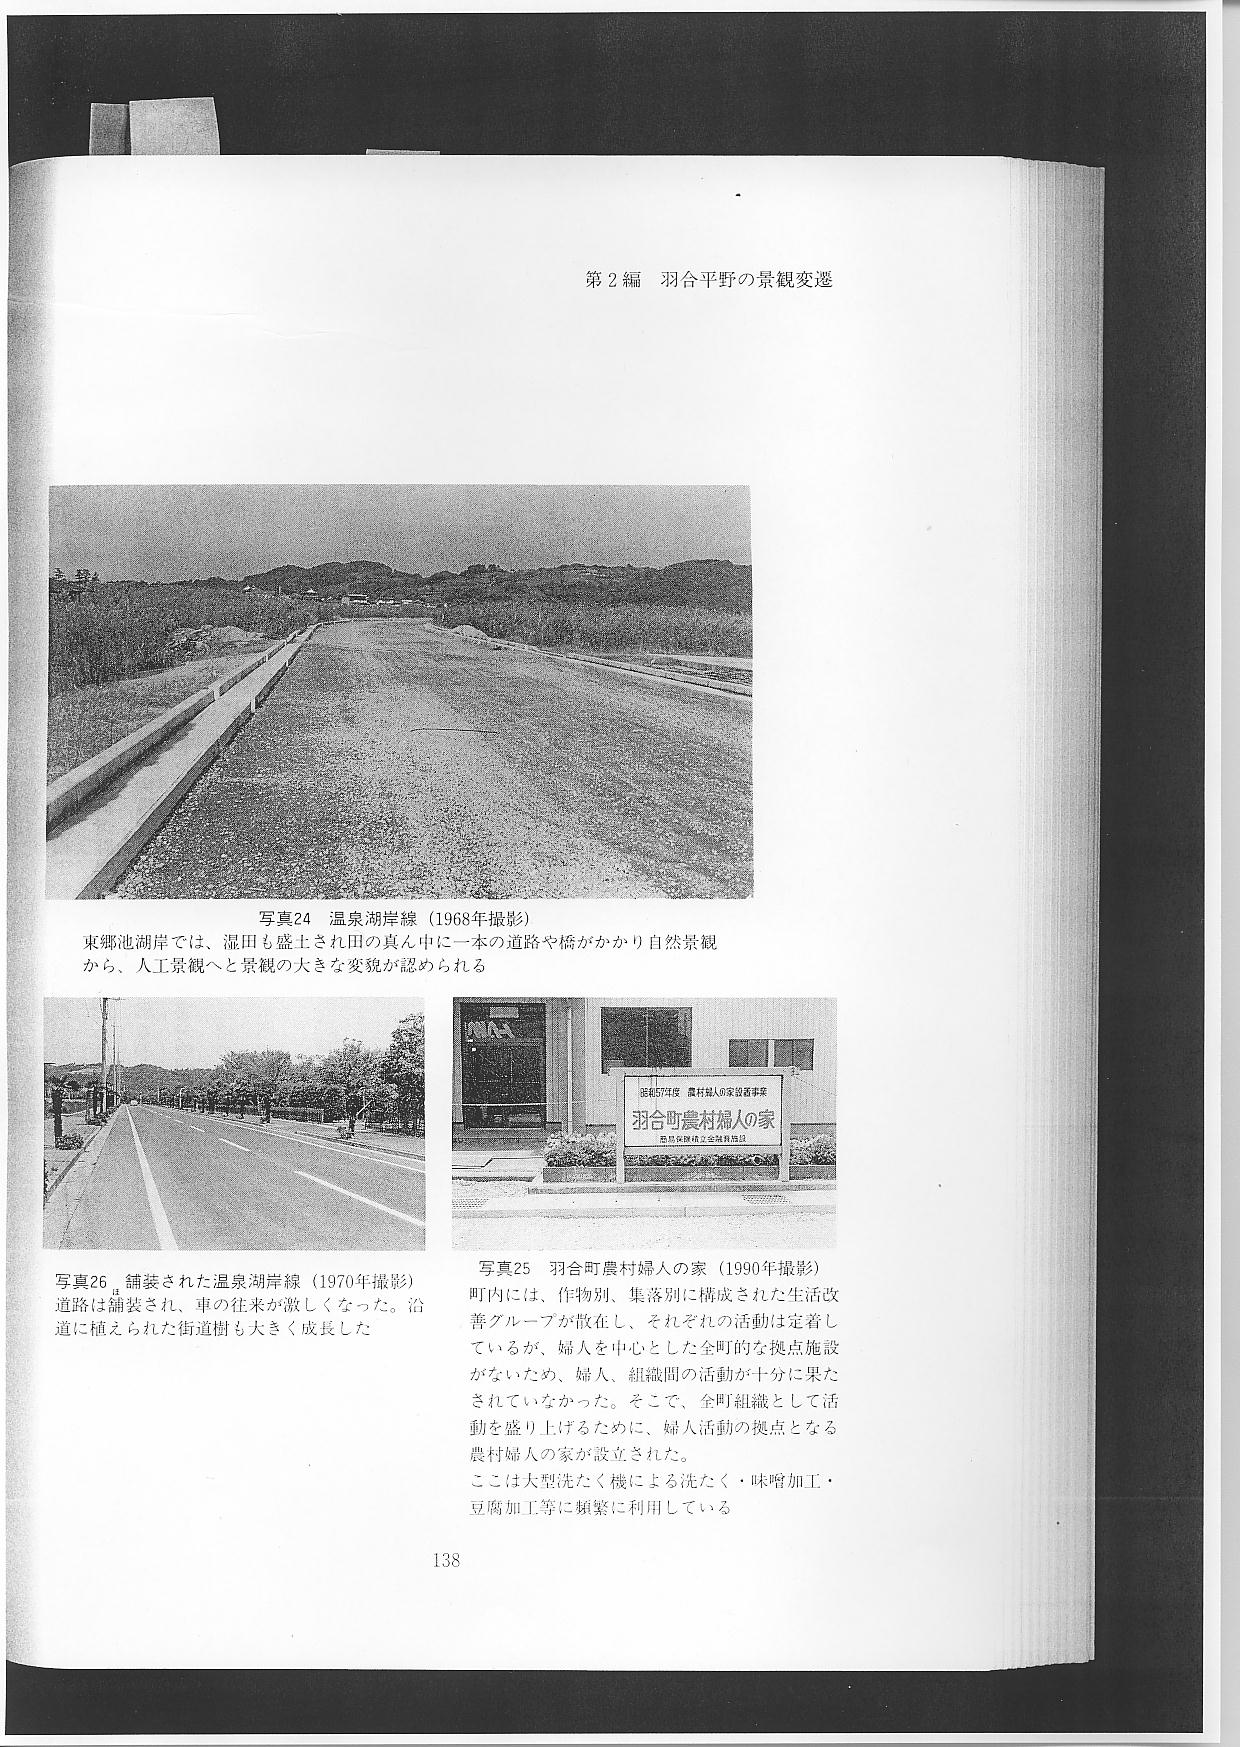 第2編　羽合平野の景観変遷
写真24　温泉湖岸線（1968年撮影）
東郷池湖岸では、湿田も盛土され田の真ん中に一本の道路や橋がかかり自然景観
から、人工景観へと景観の大きな変貌が認められる
昭和57年度　農村婦人の家設置事業
羽合町農村婦人の家
簡易保険積立金融資施設
写真26　舗装された温泉湖岸線（1970年撮影）
ほ
道路は舗装され、車の往来が激しくなった。沿
道に植えられた街道樹も大きく成長した
写真25　羽合町農村婦人の家（1990年撮影）
町内には、作物別、集落別に構成された生活改
善グループが散在し、それぞれの活動は定着し
ているが、婦人を中心とした全町的な拠点施設
がないため、婦人、組織間の活動が十分に果た
されていなかった。そこで、全町組織として活
動を盛り上げるために、婦人活動の拠点となる
農村婦人の家が設立された。
ここは大型洗たく機による洗たく・味噌加工・
豆腐加工等に頻繁に利用している
138